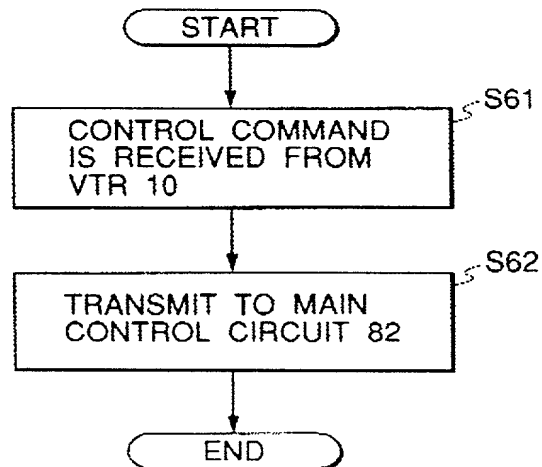 START
S61
CONTROL COMMAND
IS RECEIVED FROM
VTR 10
S62
TRANSMIT TO MAIN
CONTROL CIRCUIT 82
END